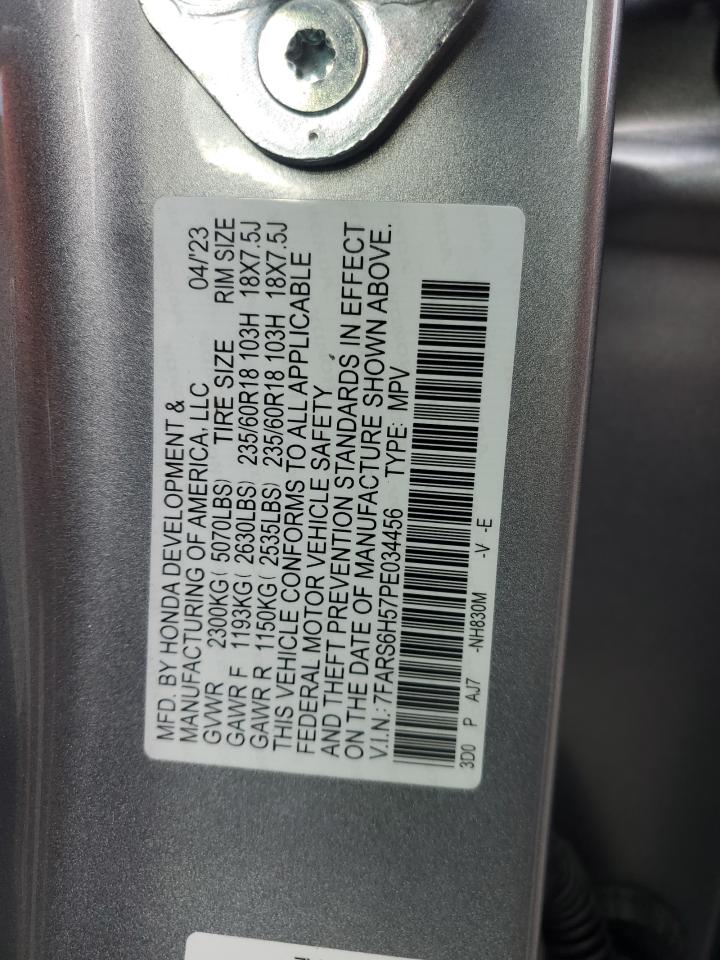 MFD. BY HONDA DEVELOPMENT & 04/'23
MANUFACTURING OF AMERICA, LLC
GVWR 2300KG( 5070LBS) TIRE SIZE RIM SIZE
GAWR F 1193KG( 2630LBS) 235/60R18 103H 18X7.5J
GAWR R 1150KG( 2535LBS) 235/60R18 103H 18X7.5J
THIS VEHICLE CONFORMS TO ALL APPLICABLE
FEDERAL MOTOR VEHICLE SAFETY
AND THEFT PREVENTION STANDARDS IN EFFECT
ON THE DATE OF MANUFACTURE SHOWN ABOVE.
V.I.N.: 7FARS6H57PE034456 TYPE: MPV
3D0 P AJ7 -NH830M -V -E